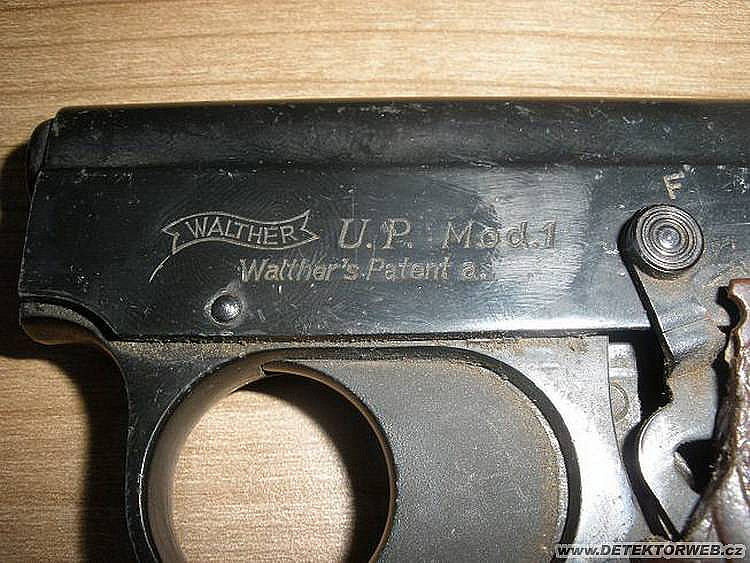 F
WALTHER U.P. Mod.1
Walther's Patent a.
WWW.DETEKTORWEB.CZ